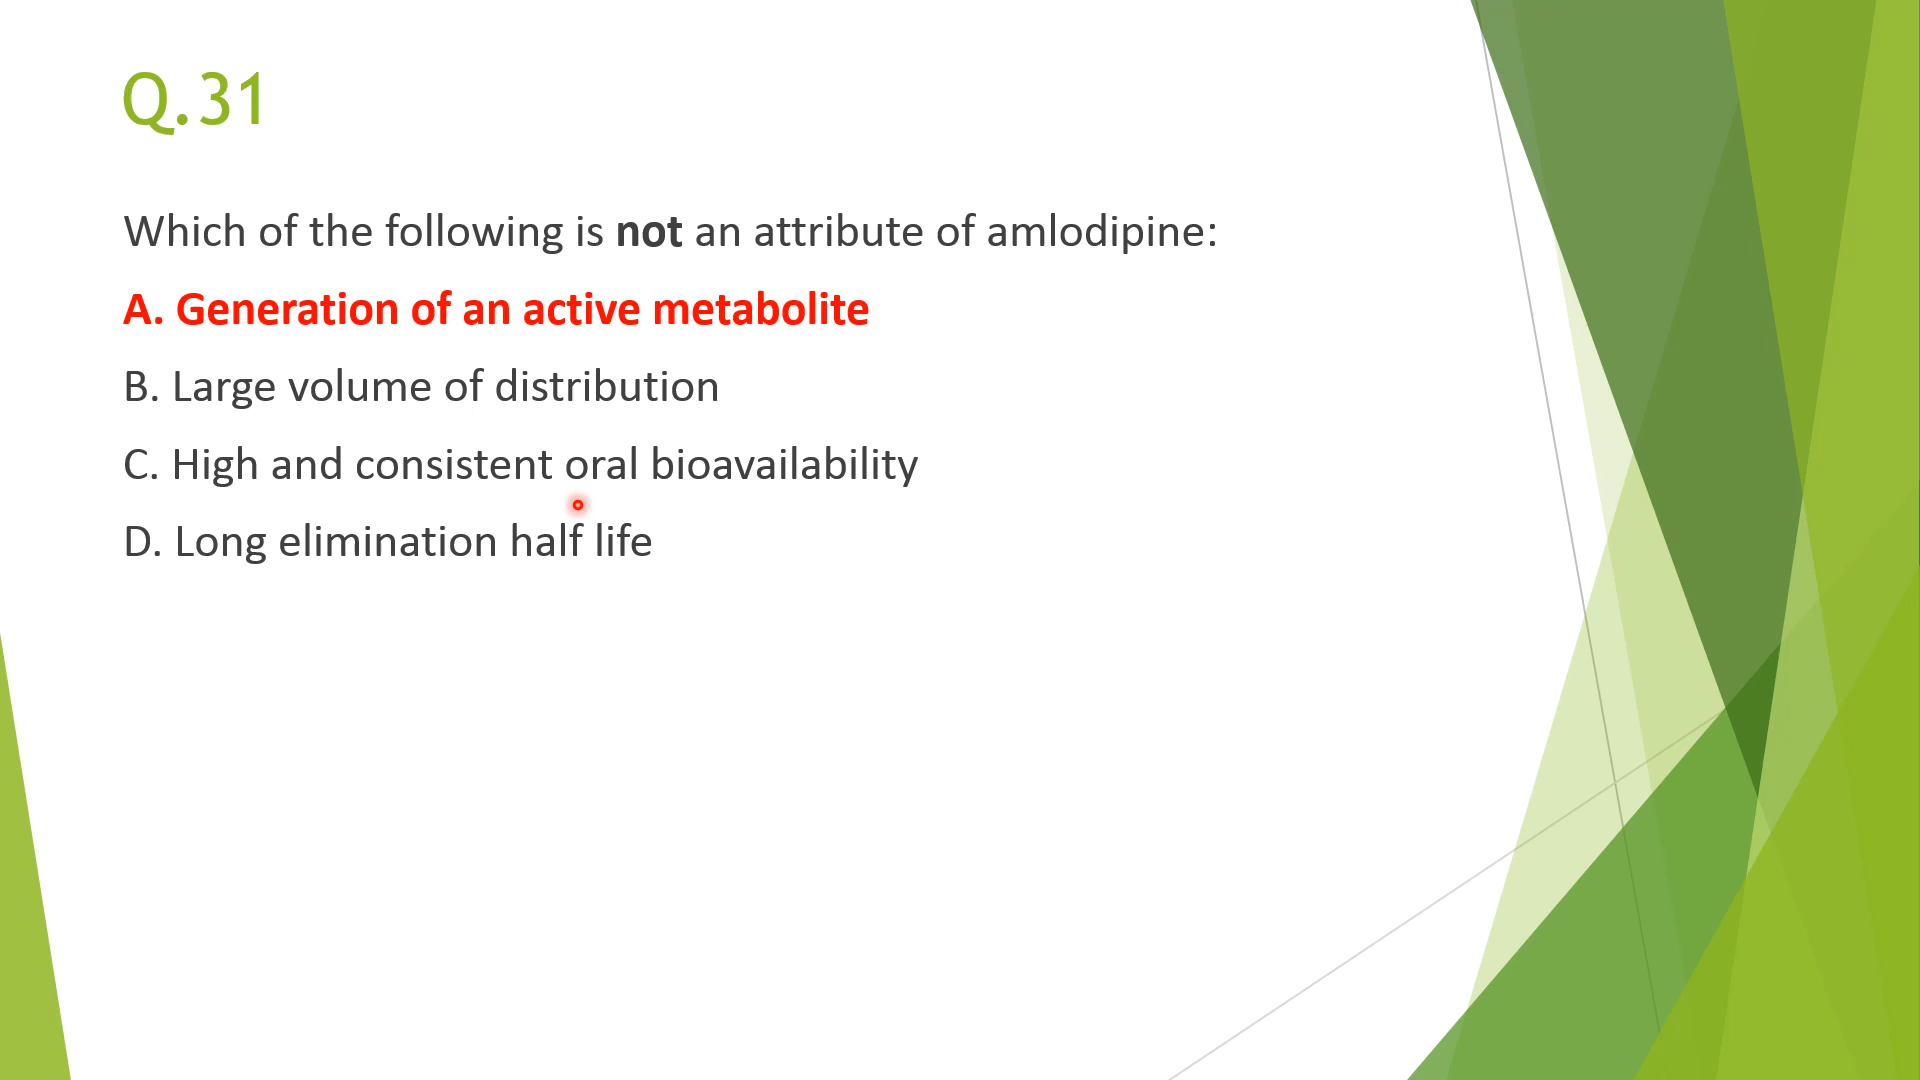 Q.31
Which of the following is not an attribute of amlodipine:
A. Generation of an active metabolite
B. Large volume of distribution
C. High and consistent oral bioavailability
D. Long elimination half life